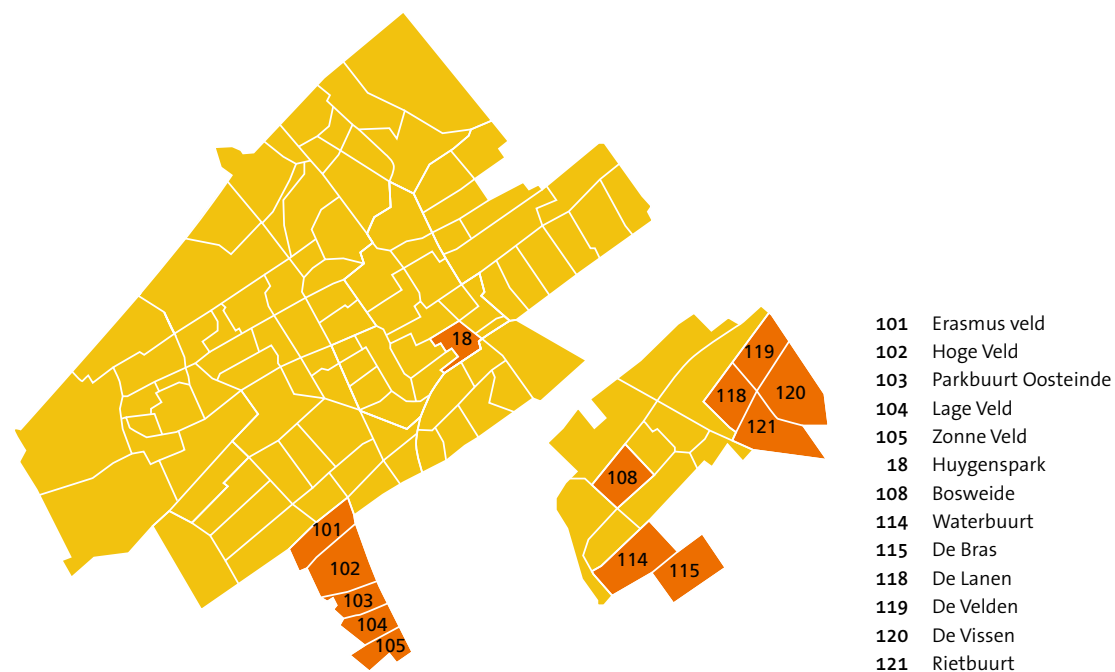 18
119
118
120
121
108
101
114
115
102
103
104
105
101 Erasmus veld
102 Hoge Veld
103 Parkbuurt Oosteinde
104 Lage Veld
105 Zonne Veld
18 Huygenspark
108 Bosweide
114 Waterbuurt
115 De Bras
118 De Lanen
119 De Velden
120 De Vissen
121 Rietbuurt